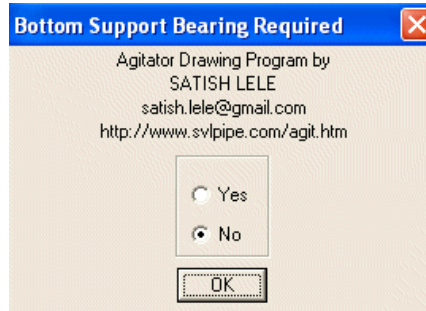 Bottom Support Bearing Required
Agitator Drawing Program by
SATISH LELE
satish.lele@gmail.com
http://www.svlpipe.com/agit.htm
Yes
No
OK